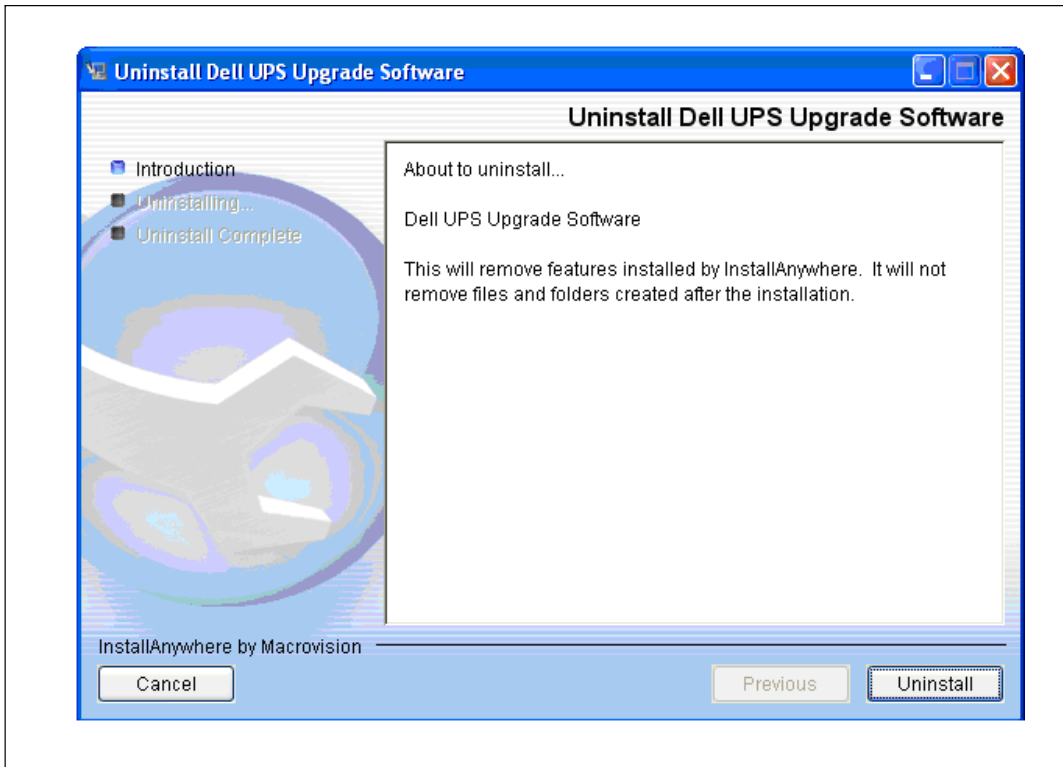 Uninstall Dell UPS Upgrade Software
Uninstall Dell UPS Upgrade Software
Introduction
Uninstalling...
Uninstall Complete
About to uninstall...
Dell UPS Upgrade Software
This will remove features installed by InstallAnywhere.  It will not
remove files and folders created after the installation.
InstallAnywhere by Macrovision
Cancel
Previous
Uninstall